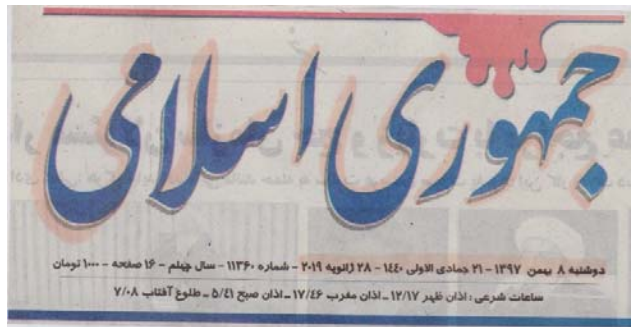 جمهوری اسلامی
دوشنبه ۸ بهمن ۱۳۹۷ - ۲۱ جمادی الاولی ۱۴۴۰ - ۲۸ ژانویه ۲۰۱۹ - شماره ۱۱۳۶۰ - سال چهلم - ۱۶ صفحه - ۱۰۰۰ تومان
ساعات شرعی : اذان ظهر ۱۲/۱۷ ـ اذان مغرب ۱۷/۴۶ ـ اذان صبح ۵/۴۱ ـ طلوع آفتاب ۷/۰۸